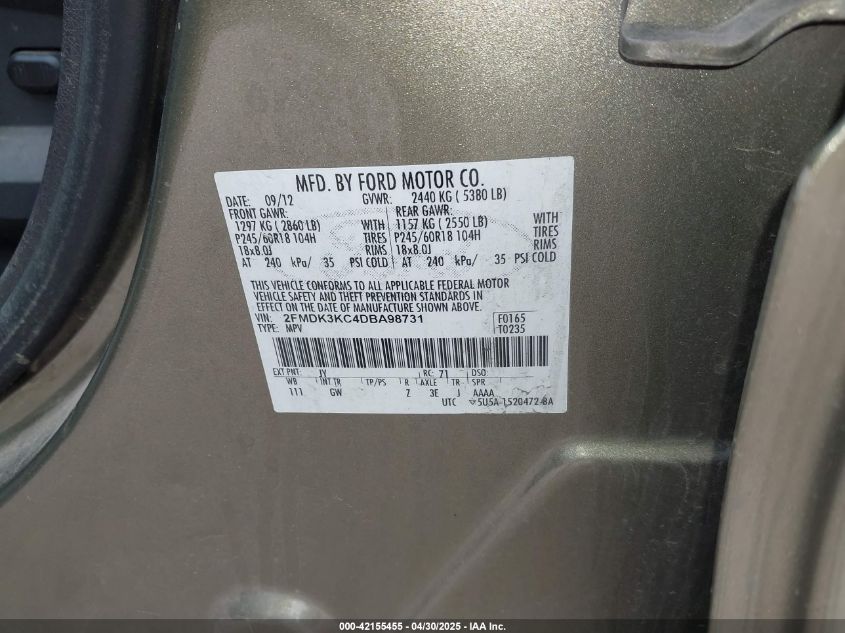 MFD. BY FORD MOTOR CO.
DATE: 09/12 GVWR: 2440 KG ( 5380 LB)
FRONT GAWR: REAR GAWR:
1297 KG ( 2860 LB) WITH 1157 KG ( 2550 LB) WITH
P245/60R18 104H TIRES P245/60R18 104H TIRES
18x8.0J RIMS 18x8.0J RIMS
AT 240 kPa/ 35 PSI COLD AT 240 kPa/ 35 PSI COLD
THIS VEHICLE CONFORMS TO ALL APPLICABLE FEDERAL MOTOR
VEHICLE SAFETY AND THEFT PREVENTION STANDARDS IN
EFFECT ON THE DATE OF MANUFACTURE SHOWN ABOVE.
VIN: 2FMDK3KC4DBA98731 F0165
TYPE: MPV T0235
EXT PNT: JY RC: 71 DSO:
WB INT TR TP/PS R AXLE TR SPR
111 GW Z 3E J AAAA
UTC 5U5A-1520472-BA
000-42155455 - 04/30/2025 - IAA Inc.